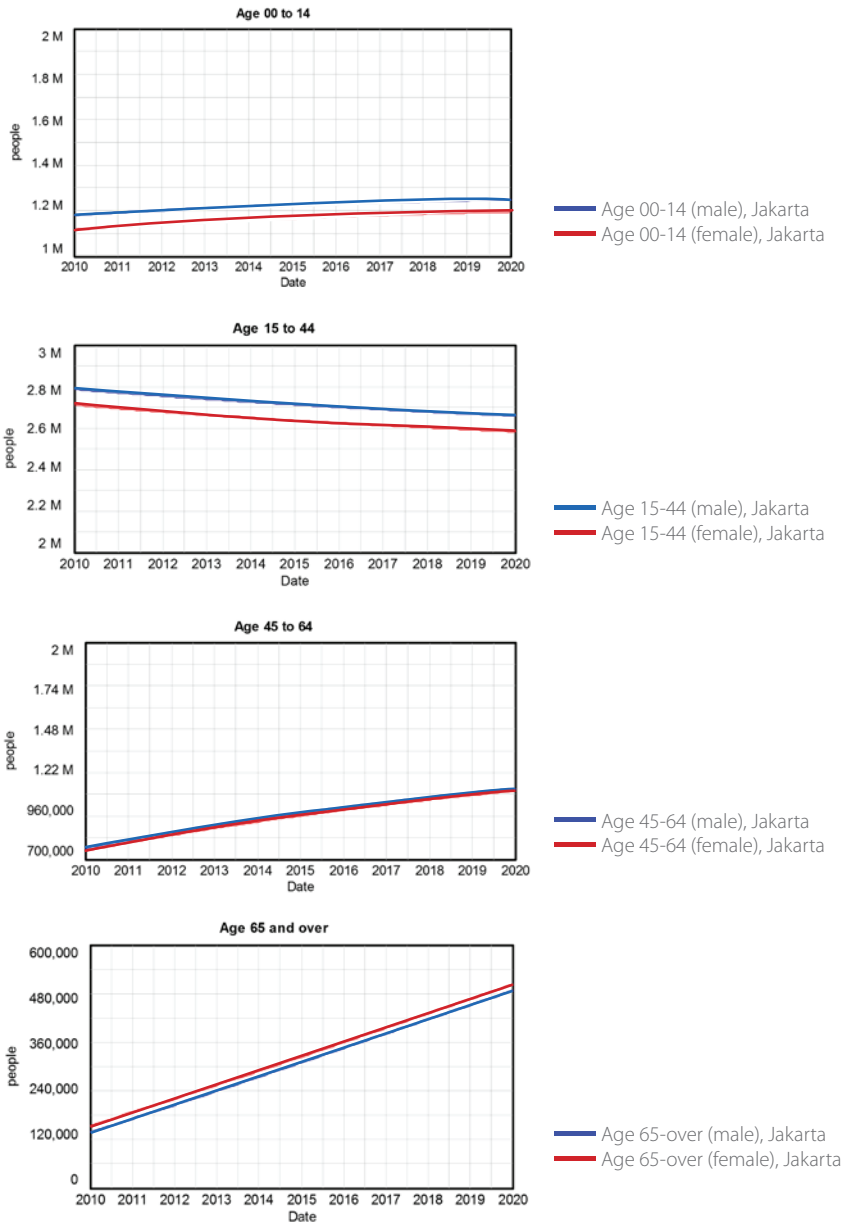 Age 00 to 14
2 M
1.8 M
1.6 M
1.4 M
1.2 M
1 M
people
2010 2011 2012 2013 2014 2015 2016 2017 2018 2019 2020
Date
Age 00-14 (male), Jakarta
Age 00-14 (female), Jakarta
Age 15 to 44
3 M
2.8 M
2.6 M
2.4 M
2.2 M
2 M
people
2010 2011 2012 2013 2014 2015 2016 2017 2018 2019 2020
Date
Age 15-44 (male), Jakarta
Age 15-44 (female), Jakarta
Age 45 to 64
2 M
1.74 M
1.48 M
1.22 M
960,000
700,000
people
2010 2011 2012 2013 2014 2015 2016 2017 2018 2019 2020
Date
Age 45-64 (male), Jakarta
Age 45-64 (female), Jakarta
Age 65 and over
600,000
480,000
360,000
240,000
120,000
0
people
2010 2011 2012 2013 2014 2015 2016 2017 2018 2019 2020
Date
Age 65-over (male), Jakarta
Age 65-over (female), Jakarta